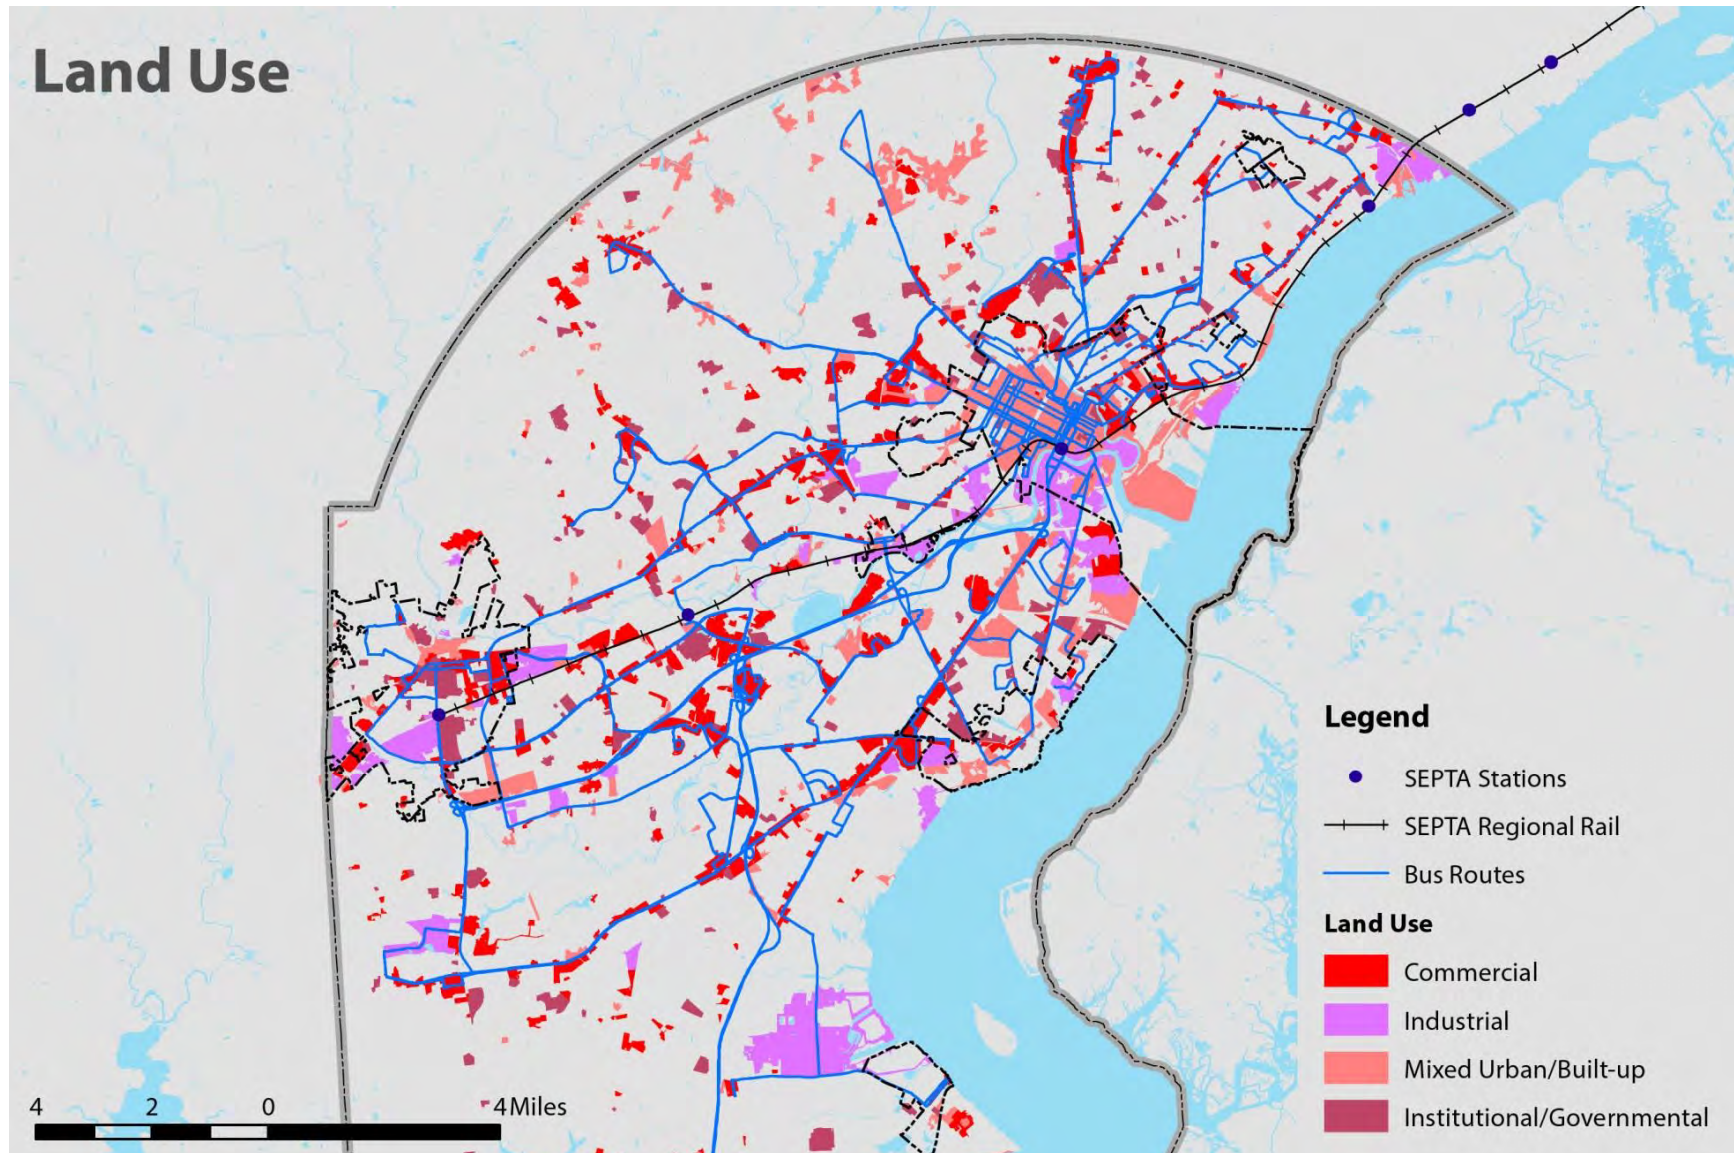 Land Use
Legend
SEPTA Stations
SEPTA Regional Rail
Bus Routes
Land Use
Commercial
Industrial
Mixed Urban/Built-up
Institutional/Governmental
4 2 0 4 Miles